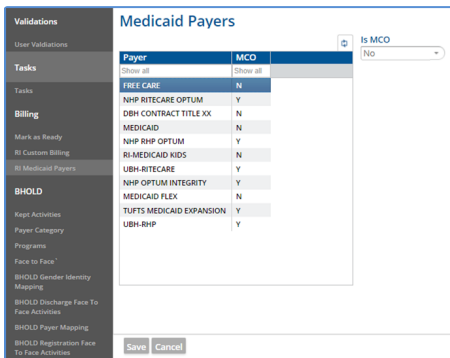 Validations
User Valdiations
Tasks
Tasks
Billing
Mark as Ready
RI Custom Billing
RI Medicaid Payers
BHOLD
Kept Activities
Payer Category
Programs
Face to Face`
BHOLD Gender Identity
Mapping
BHOLD Discharge Face To
Face Activities
BHOLD Payer Mapping
BHOLD Registration Face
To Face Activities
Medicaid Payers
Is MCO
No
Payer MCO
Show all Show all
FREE CARE N
NHP RITECARE OPTUM Y
DBH CONTRACT TITLE XX N
MEDICAID N
NHP RHP OPTUM Y
RI-MEDICAID KIDS N
UBH-RITECARE Y
NHP OPTUM INTEGRITY Y
MEDICAID FLEX N
TUFTS MEDICAID EXPANSION Y
UBH-RHP Y
Save Cancel